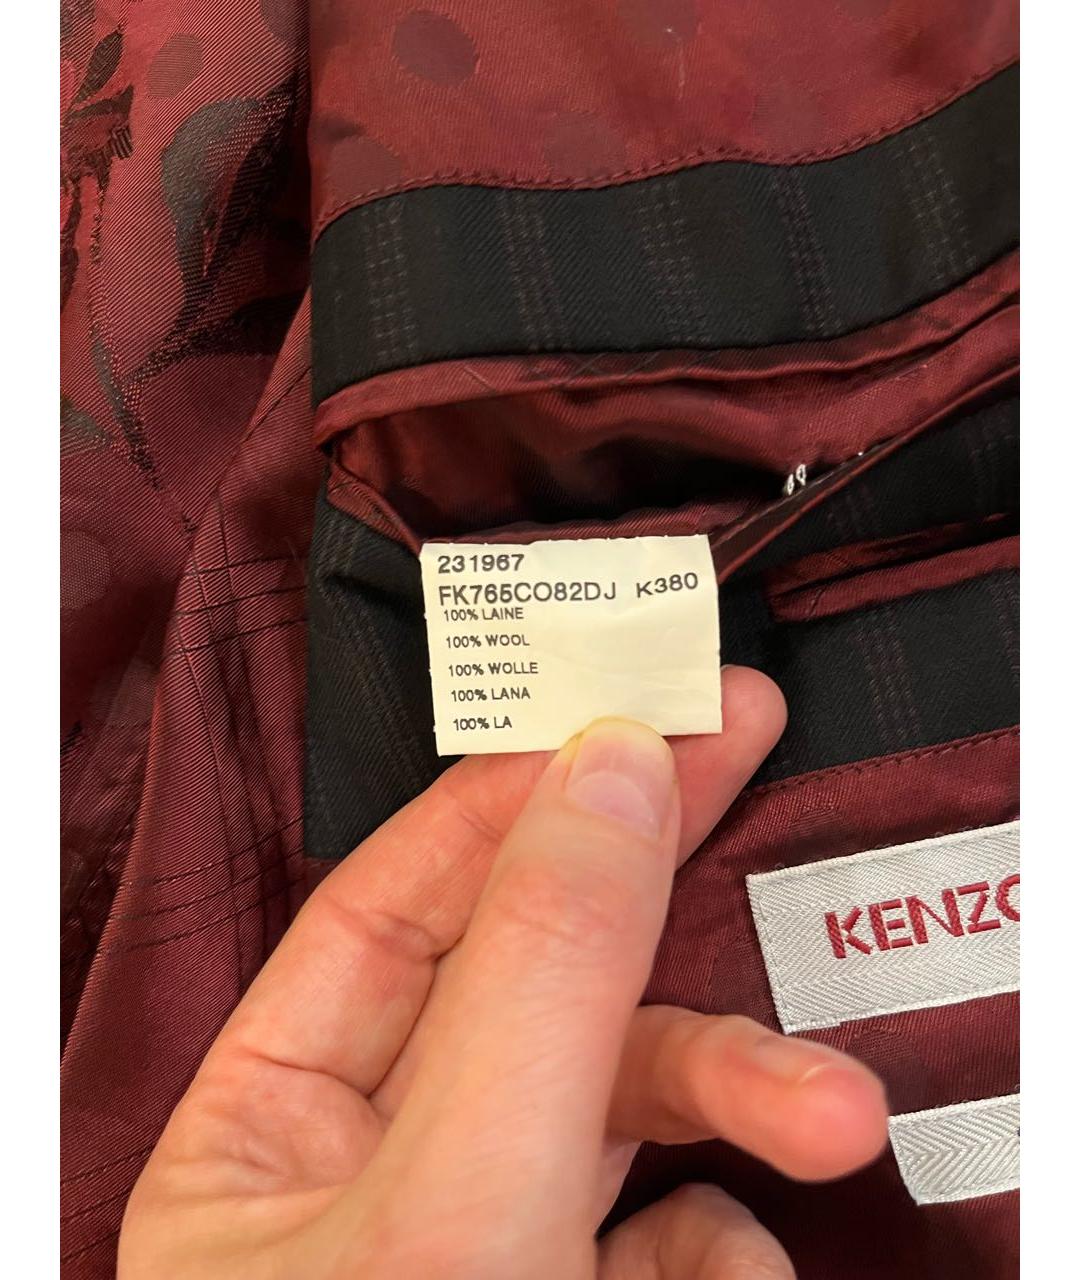 231967
FK765CO82DJ K380
100% LAINE
100% WOOL
100% WOLLE
100% LANA
100% LA
KENZO